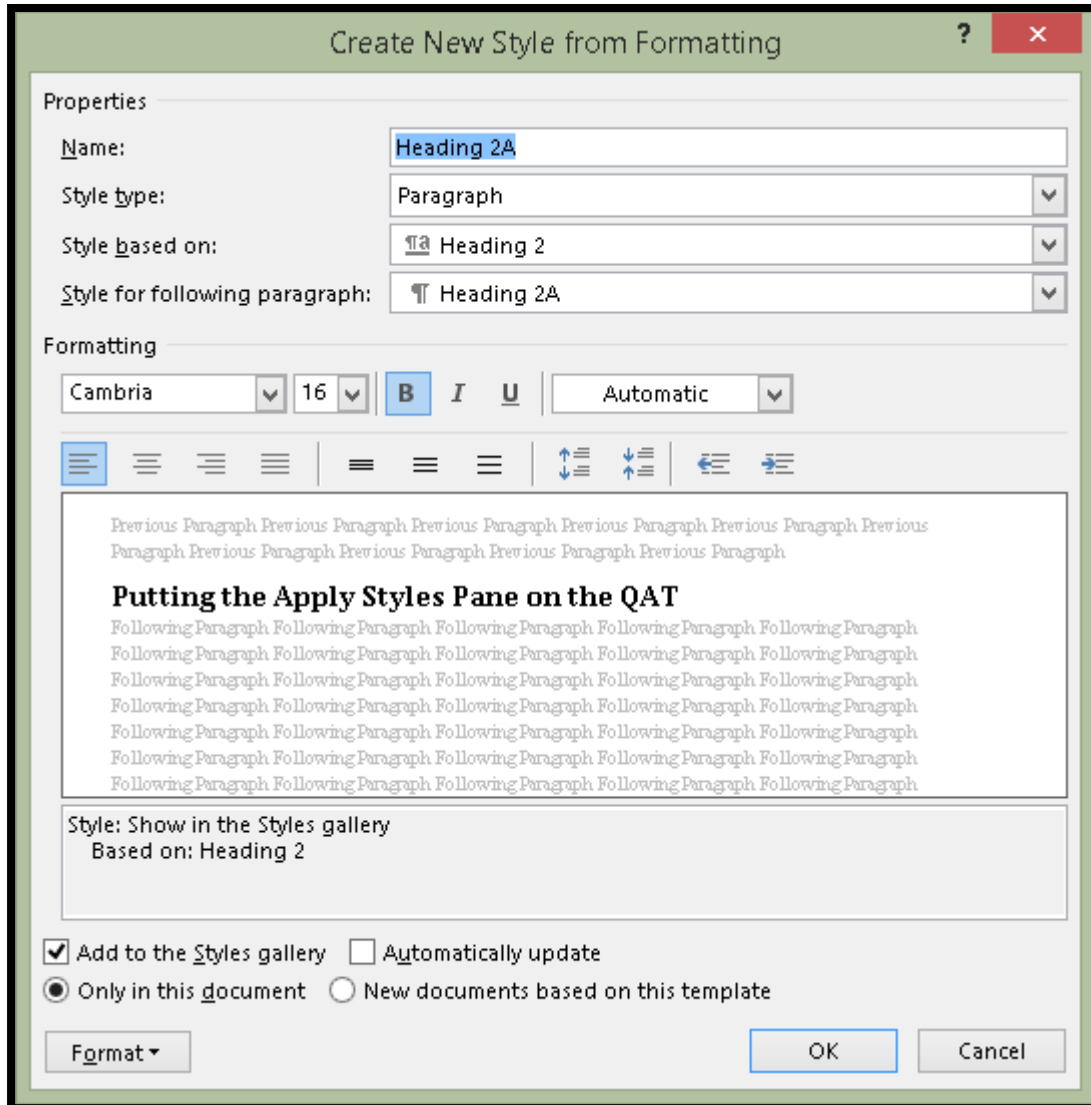 Create New Style from Formatting
?
Properties
Name:
Heading 2A
Style type:
Paragraph
Style based on:
¶a Heading 2
Style for following paragraph:
¶ Heading 2A
Formatting
Cambria 16 B I U Automatic
Previous Paragraph Previous Paragraph Previous Paragraph Previous Paragraph Previous Paragraph Previous
Paragraph Previous Paragraph Previous Paragraph Previous Paragraph Previous Paragraph
Putting the Apply Styles Pane on the QAT
Following Paragraph Following Paragraph Following Paragraph Following Paragraph Following Paragraph
Following Paragraph Following Paragraph Following Paragraph Following Paragraph Following Paragraph
Following Paragraph Following Paragraph Following Paragraph Following Paragraph Following Paragraph
Following Paragraph Following Paragraph Following Paragraph Following Paragraph Following Paragraph
Following Paragraph Following Paragraph Following Paragraph Following Paragraph Following Paragraph
Following Paragraph Following Paragraph Following Paragraph Following Paragraph Following Paragraph
Following Paragraph Following Paragraph Following Paragraph Following Paragraph Following Paragraph
Style: Show in the Styles gallery
Based on: Heading 2
Add to the Styles gallery Automatically update
Only in this document New documents based on this template
Format OK Cancel